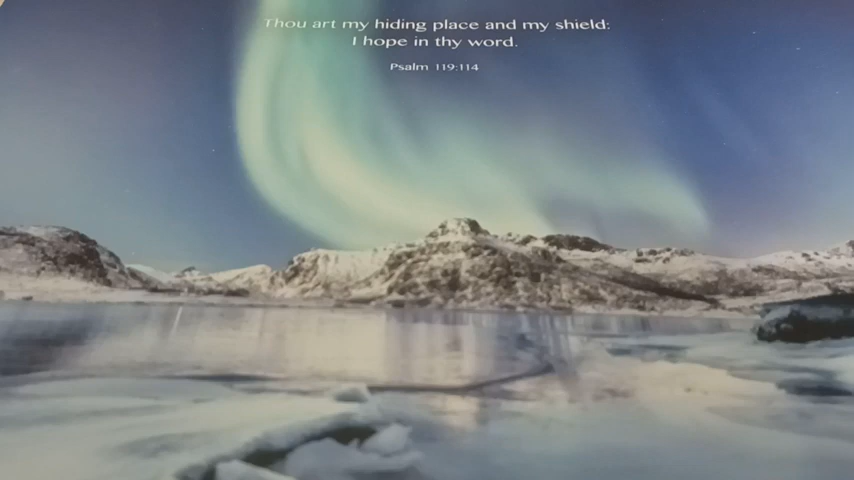 Thou art my hiding place and my shield:
I hope in thy word.
Psalm 119:114